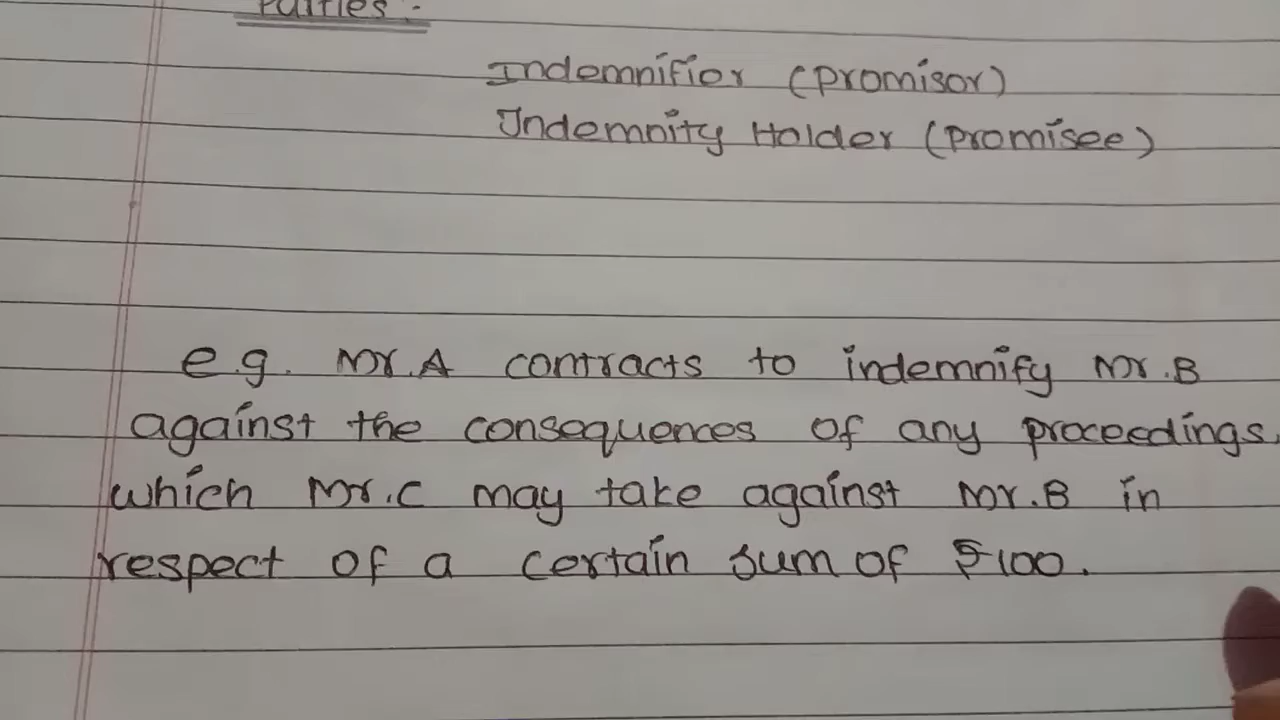 Parties :-
Indemnifier (Promisor)
Indemnity Holder (Promisee)
e.g. Mr.A contracts to indemnify Mr.B
against the consequences of any proceedings,
which Mr.C may take against Mr.B in
respect of a certain sum of ₹100.